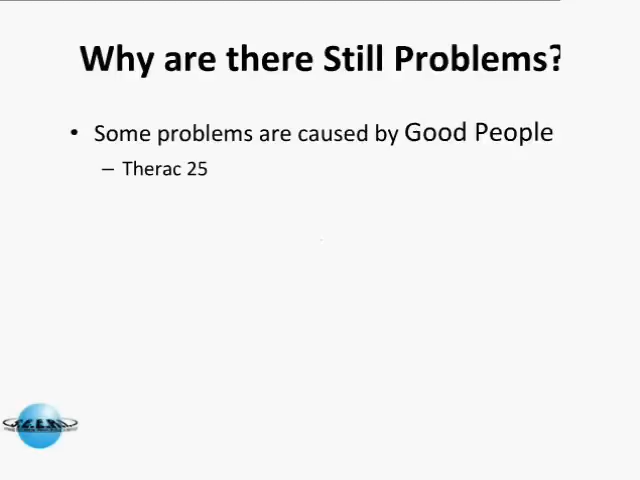 Why are there Still Problems?
• Some problems are caused by Good People
– Therac 25